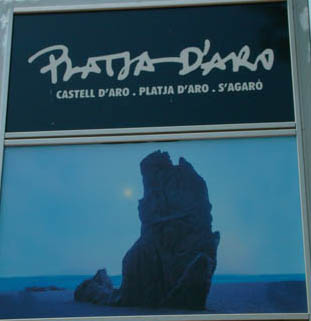 PLATJA D'ARO
CASTELL D'ARO . PLATJA D'ARO . S'AGARÓ